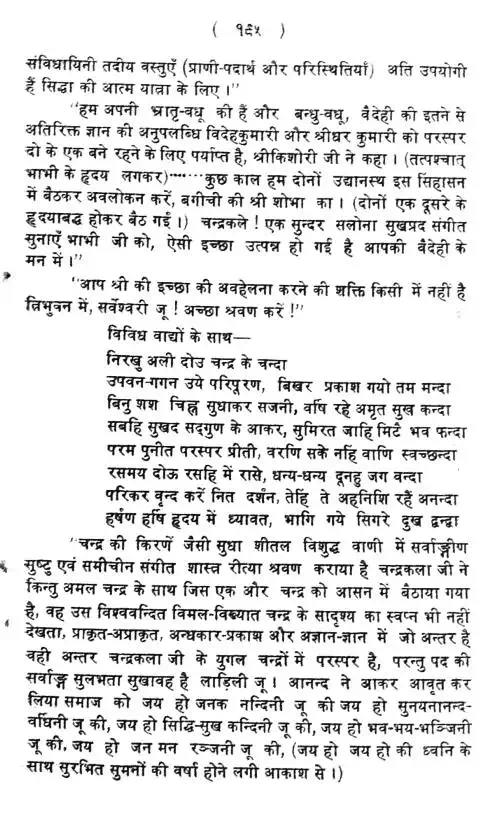 ( १९५ )
संविधायिनी तदीय वस्तुएँ (प्राणी-पदार्थ और परिस्थितियाँ) अति उपयोगी
हैं सिद्धा की आत्म यात्रा के लिए।"
"हम अपनी भ्रातृ-वधू की हैं और बन्धु-वधू, वैदेही की इतने से
अतिरिक्त ज्ञान की अनुपलब्धि विदेहकुमारी और श्रीधर कुमारी को परस्पर
दो के एक बने रहने के लिए पर्याप्त है, श्रीकिशोरी जी ने कहा। (तत्पश्चात्
भाभी के हृदय लगकर)······कुछ काल हम दोनों उद्यानस्थ इस सिंहासन
में बैठकर अवलोकन करें, बगीची की श्री शोभा का। (दोनों एक दूसरे के
हृदयाबद्ध होकर बैठ गईं।) चन्द्रकले ! एक सुन्दर सलोना सुखप्रद संगीत
सुनाएँ भाभी जी को, ऐसी इच्छा उत्पन्न हो गई है आपकी वैदेही के
मन में।"
"आप श्री की इच्छा की अवहेलना करने की शक्ति किसी में नहीं है
त्रिभुवन में, सर्वेश्वरी जू ! अच्छा श्रवण करें !"
विविध वाद्यों के साथ—
निरखु अली दोउ चन्द्र के चन्दा
उपवन-गगन उये परिपूरण, बिखर प्रकाश गयो तम मन्दा
बिनु शश चिह्न सुधाकर सजनी, वर्षि रहे अमृत सुख कन्दा
सबहि सुखद सद्गुण के आकर, सुमिरत जाहि मिटै भव फन्दा
परम पुनीत परस्पर प्रीती, वरणि सकै नहि वाणि स्वच्छन्दा
रसमय दोऊ रसहि में रासे, धन्य-धन्य दूनहु जग वन्दा
परिकर वृन्द करें नित दर्शन, तेहि ते अहनिशि रहैं अनन्दा
हर्षण हर्षि हृदय में ध्यावत, भागि गये सिगरे दुख द्वन्द्वा
"चन्द्र की किरणें जैसी सुधा शीतल विशुद्ध वाणी में सर्वाङ्गीण
सुष्टु एवं समीचीन संगीत शास्त्र रीत्या श्रवण कराया है चन्द्रकला जी ने
किन्तु अमल चन्द्र के साथ जिस एक और चन्द्र को आसन में बैठाया गया
है, वह उस विश्ववन्दित विमल-विख्यात चन्द्र के सादृश्य का स्वप्न भी नहीं
देखता, प्राकृत-अप्राकृत, अन्धकार-प्रकाश और अज्ञान-ज्ञान में जो अन्तर है
वही अन्तर चन्द्रकला जी के युगल चन्द्रों में परस्पर है, परन्तु पद की
सर्वाङ्ग सुलभता सुखावह है लाड़िली जू। आनन्द ने आकर आवृत कर
लिया समाज को जय हो जनक नन्दिनी जू की जय हो सुनयनानन्द-
वर्धिनी जू की, जय हो सिद्धि-सुख कन्दिनी जू की, जय हो भव-भय-भञ्जिनी
जू की, जय हो जन मन रञ्जनी जू की, (जय हो जय हो की ध्वनि के
साथ सुरभित सुमनों की वर्षा होने लगी आकाश से।)